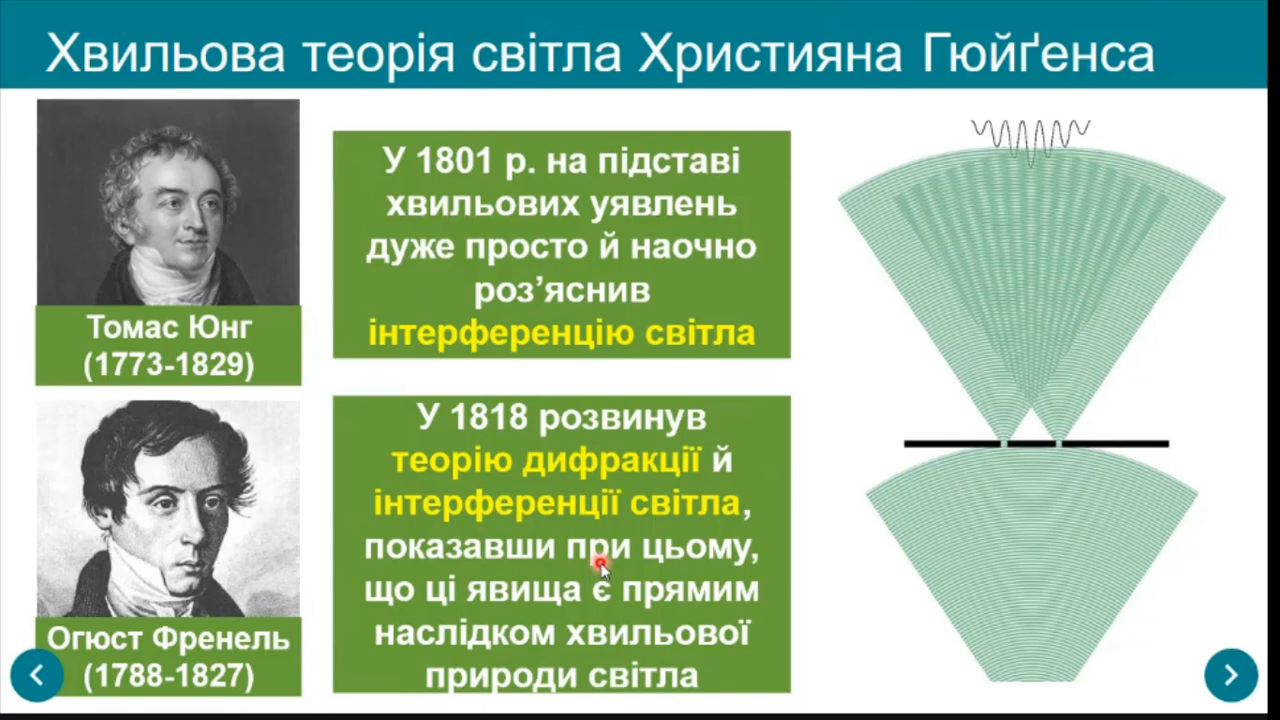 Хвильова теорія світла Християна Гюйґенса
У 1801 р. на підставі
хвильових уявлень
дуже просто й наочно
роз’яснив
інтерференцію світла
Томас Юнг
(1773-1829)
У 1818 розвинув
теорію дифракції й
інтерференції світла,
показавши при цьому,
що ці явища є прямим
наслідком хвильової
природи світла
Огюст Френель
(1788-1827)